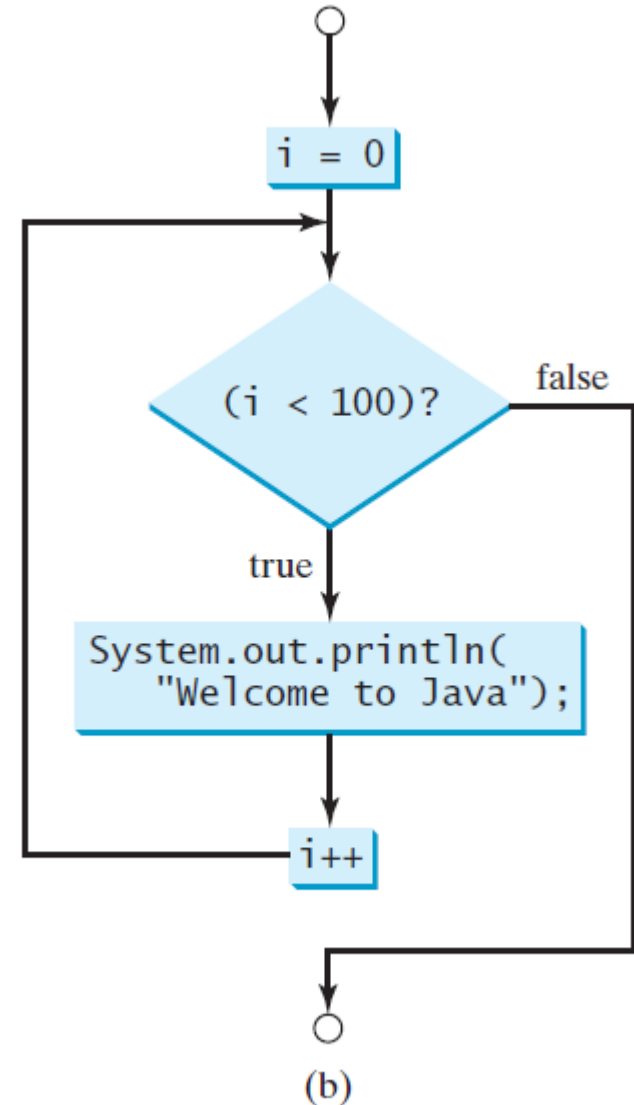 i = 0
(i < 100)?
false
true
System.out.println(
"Welcome to Java");
i++
(b)